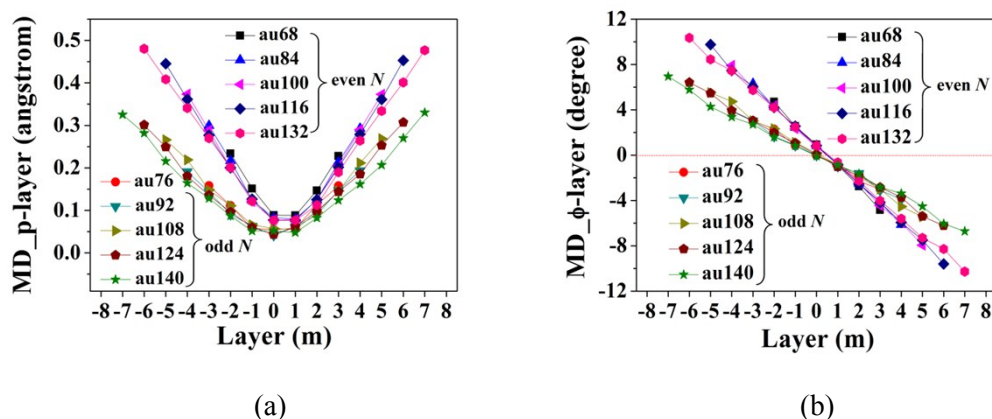 MD_p-layer (angstrom)
0.5
0.4
0.3
0.2
0.1
0.0
au68
au84
au100
au116
au132
even N
au76
au92
au108
au124
au140
odd N
-8 -7 -6 -5 -4 -3 -2 -1 0 1 2 3 4 5 6 7 8
Layer (m)
(a)
MD_ϕ-layer (degree)
12
8
4
0
-4
-8
-12
au68
au84
au100
au116
au132
even N
au76
au92
au108
au124
au140
odd N
-8 -7 -6 -5 -4 -3 -2 -1 0 1 2 3 4 5 6 7 8
Layer (m)
(b)